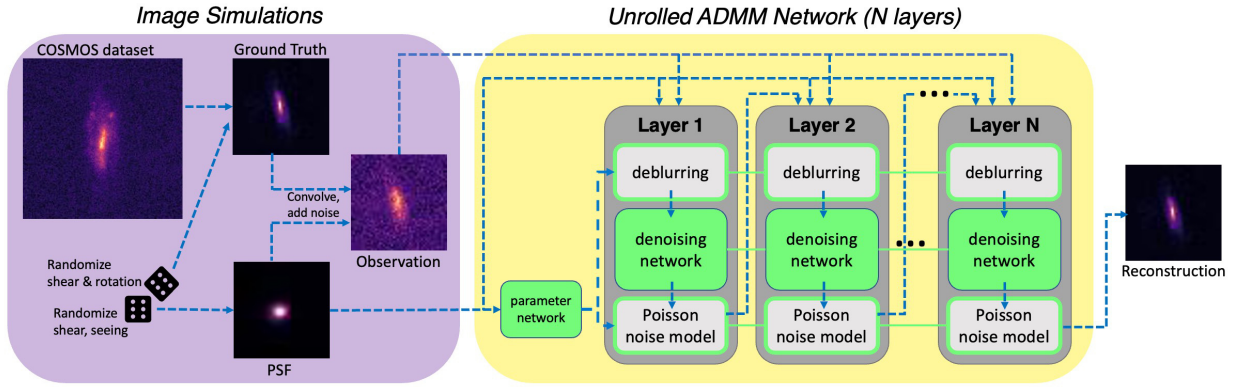 Image Simulations
COSMOS dataset
Ground Truth
Convolve,
add noise
Observation
Randomize
shear & rotation
Randomize
shear, seeing
PSF
Unrolled ADMM Network (N layers)
parameter
network
Layer 1
deblurring
denoising
network
Poisson
noise model
Layer 2
deblurring
denoising
network
Poisson
noise model
Layer N
deblurring
denoising
network
Poisson
noise model
Reconstruction